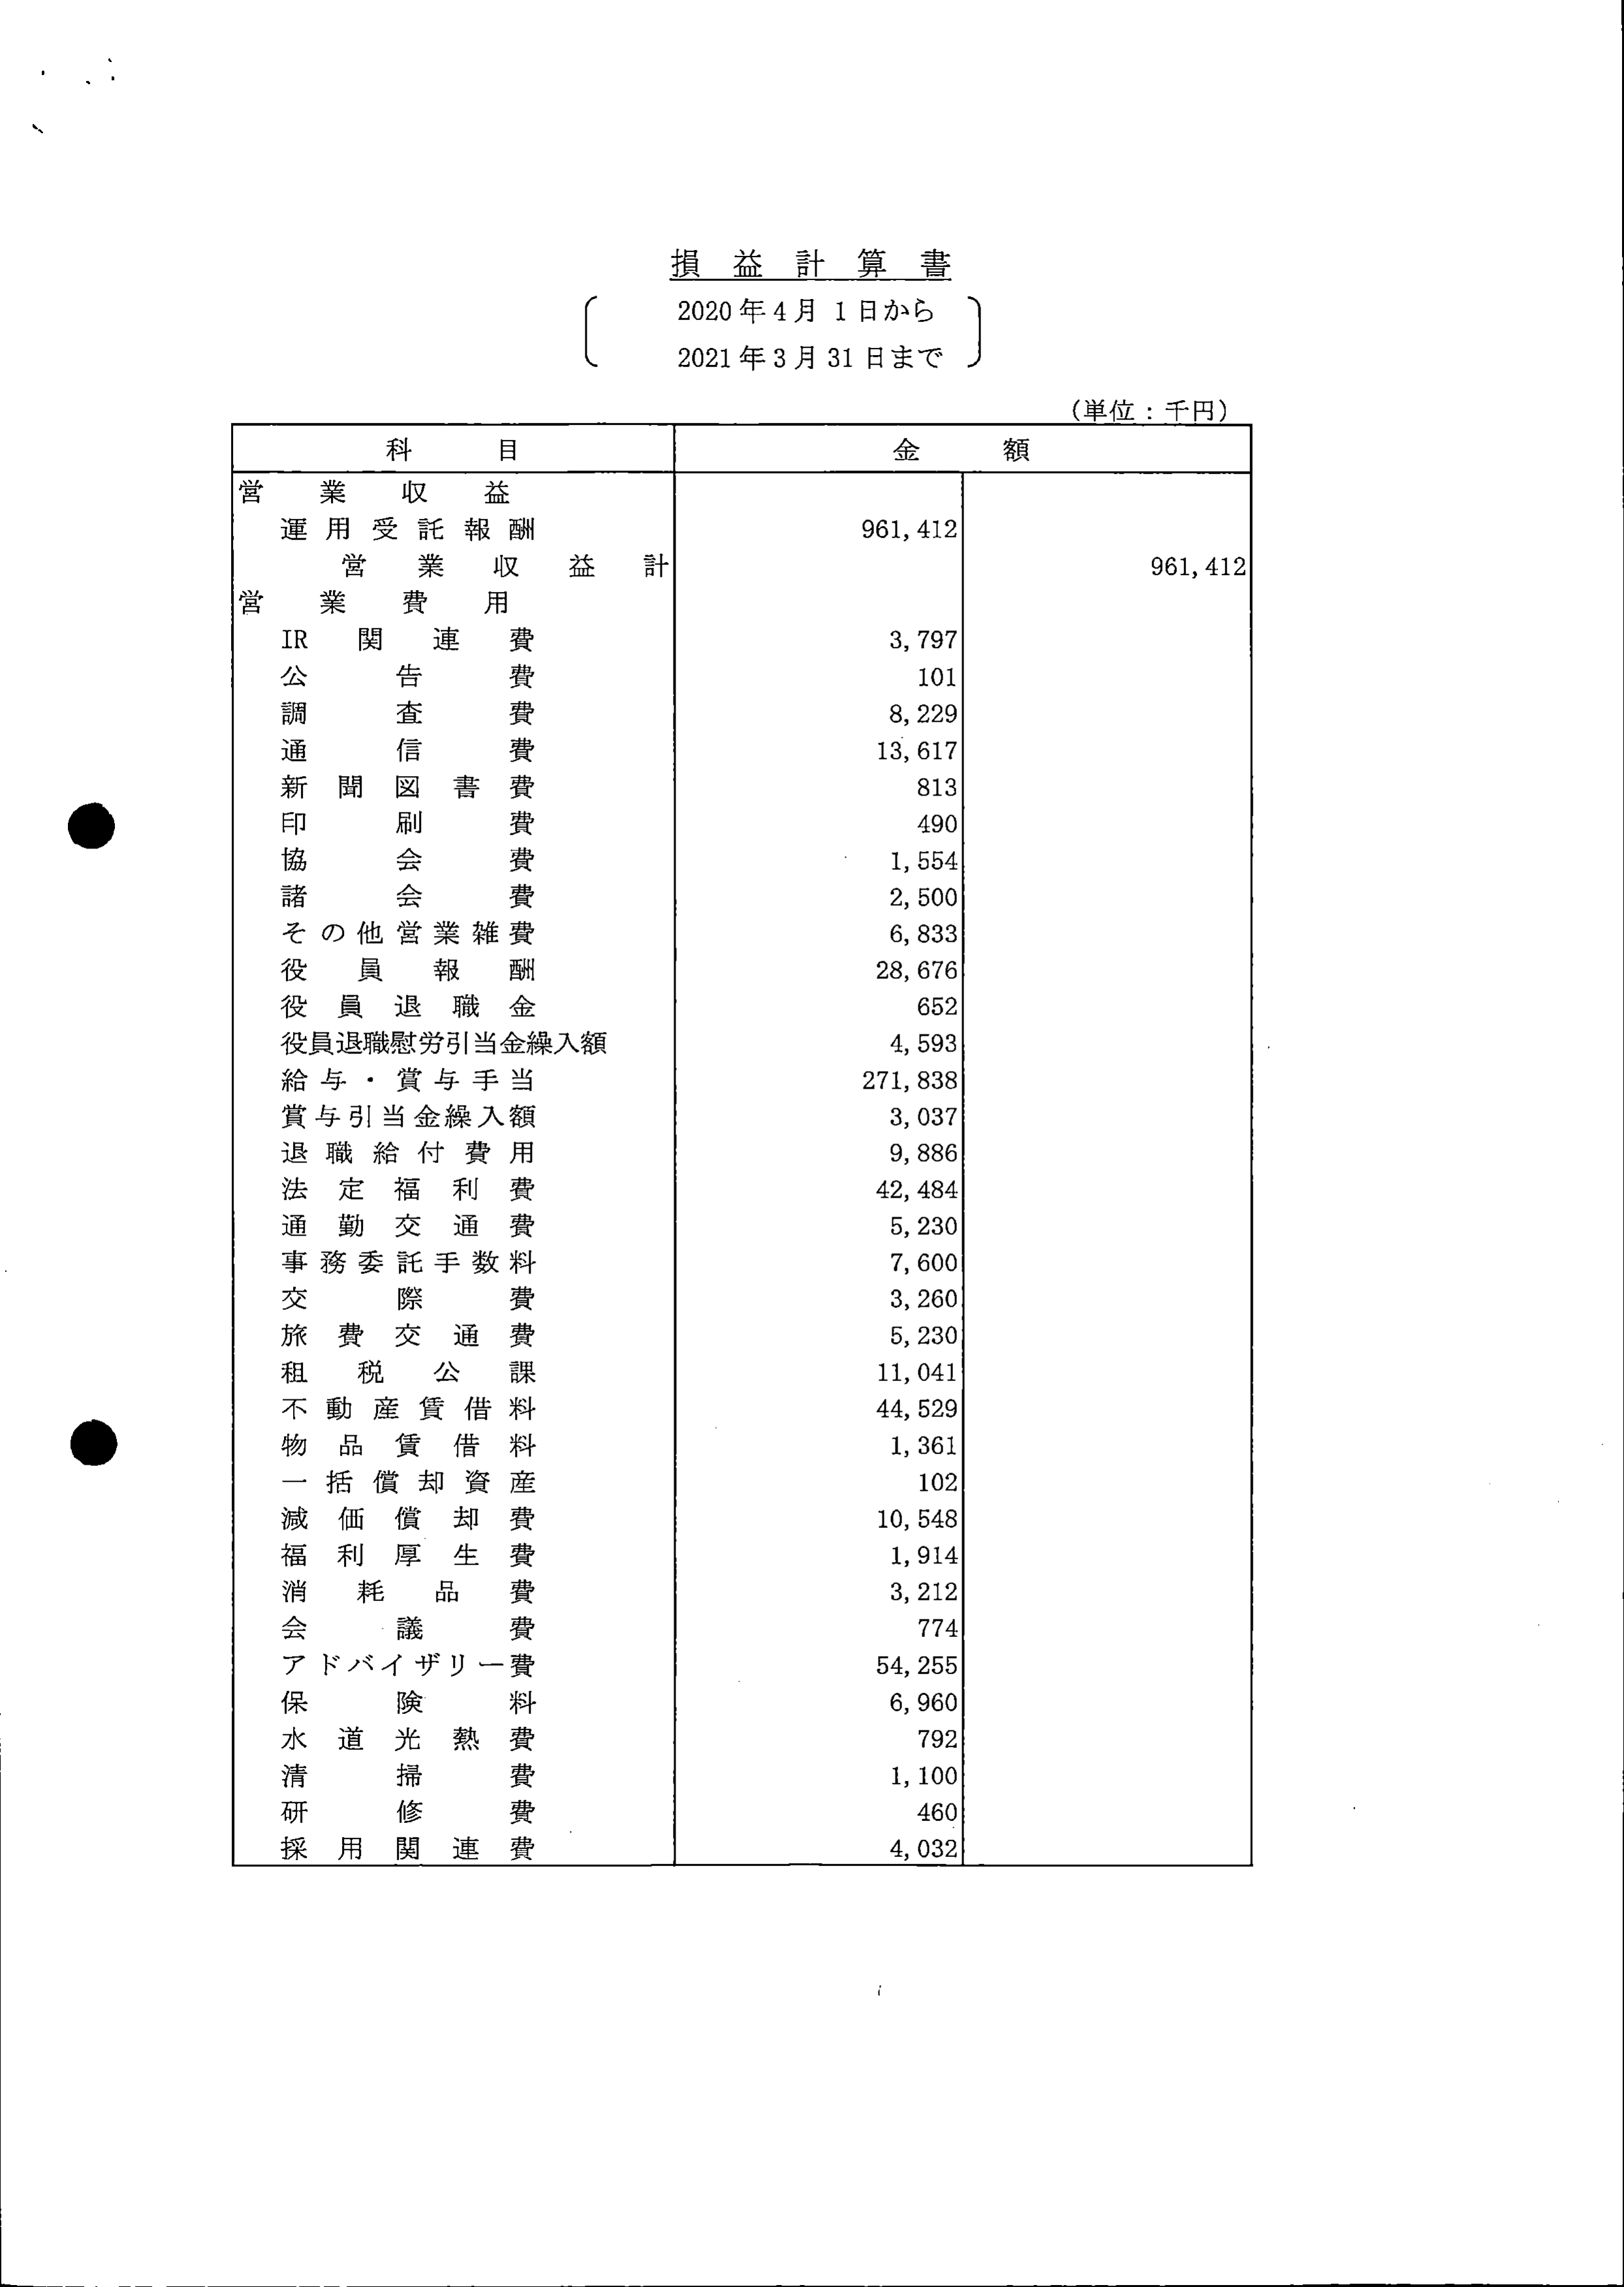 損益計算書
2020年4月1日から
2021年3月31日まで
(単位:千円)
科目 金額
営業収益
運用受託報酬 961,412
営業収益計 961,412
営業費用
IR関連費 3,797
公告費 101
調査費 8,229
通信費 13,617
新聞図書費 813
印刷費 490
協会費 1,554
諸会費 2,500
その他営業雑費 6,833
役員報酬 28,676
役員退職金 652
役員退職慰労引当金繰入額 4,593
給与・賞与手当 271,838
賞与引当金繰入額 3,037
退職給付費用 9,886
法定福利費 42,484
通勤交通費 5,230
事務委託手数料 7,600
交際費 3,260
旅費交通費 5,230
租税公課 11,041
不動産賃借料 44,529
物品賃借料 1,361
一括償却資産 102
減価償却費 10,548
福利厚生費 1,914
消耗品費 3,212
会議費 774
アドバイザリー費 54,255
保険料 6,960
水道光熱費 792
清掃費 1,100
研修費 460
採用関連費 4,032